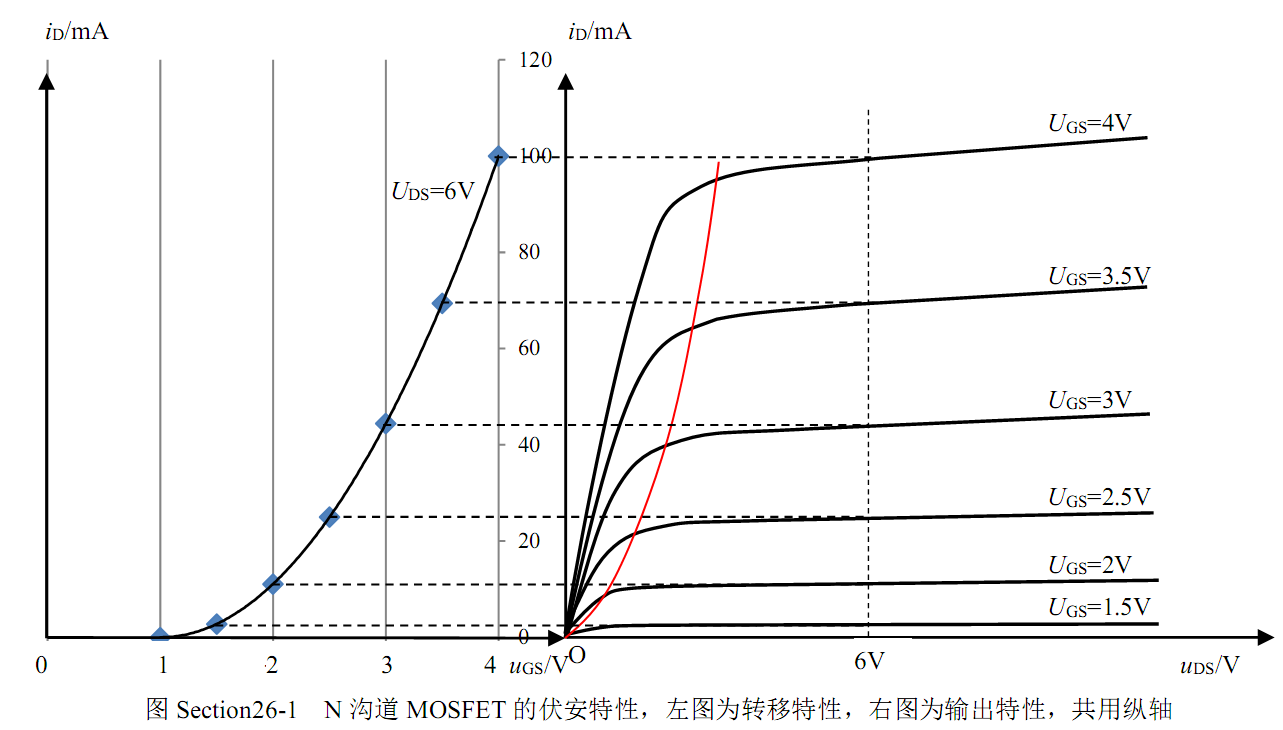 iD/mA
iD/mA
120
UGS=4V
100
UDS=6V
80
UGS=3.5V
60
UGS=3V
40
UGS=2.5V
20
UGS=2V
UGS=1.5V
0
0 1 2 3 4 uGS/V O 6V uDS/V
图 Section26-1 N 沟道 MOSFET 的伏安特性，左图为转移特性，右图为输出特性，共用纵轴